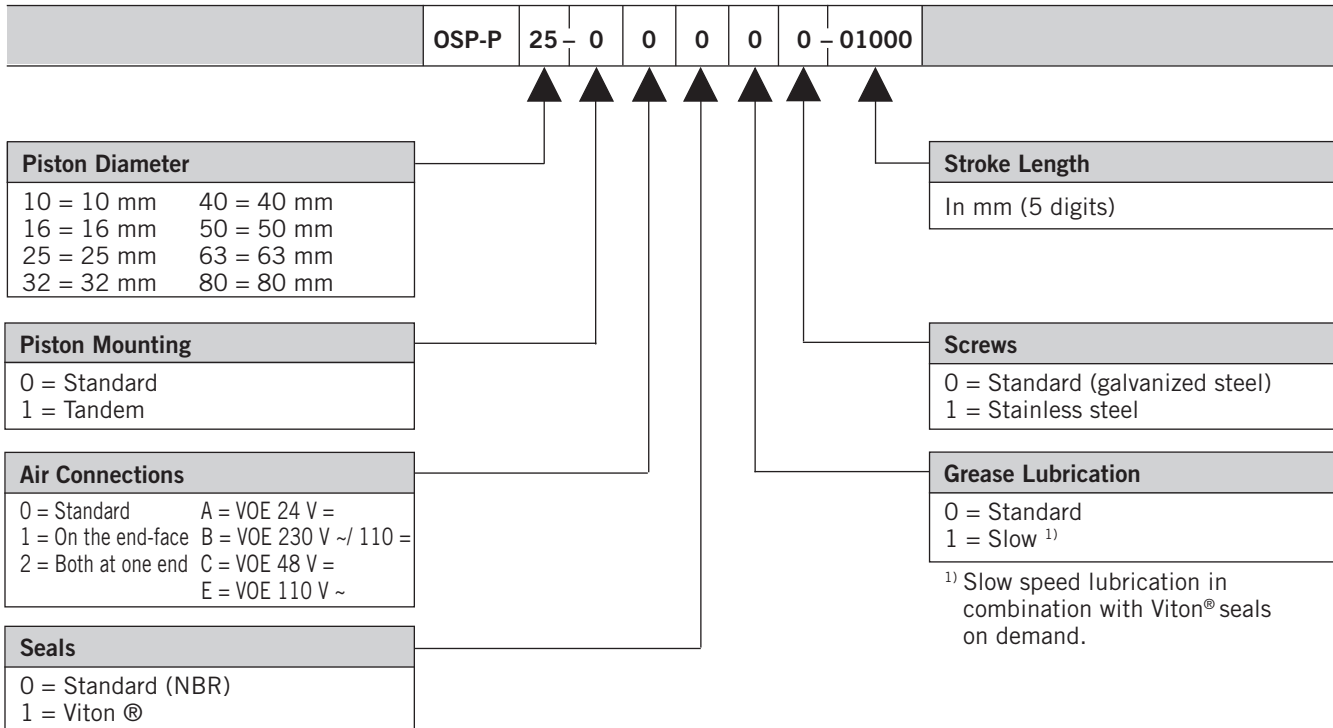 OSP-P 25 – 0 0 0 0 0 – 01000
Piston Diameter
10 = 10 mm 40 = 40 mm
16 = 16 mm 50 = 50 mm
25 = 25 mm 63 = 63 mm
32 = 32 mm 80 = 80 mm
Piston Mounting
0 = Standard
1 = Tandem
Air Connections
0 = Standard A = VOE 24 V =
1 = On the end-face B = VOE 230 V ~/ 110 =
2 = Both at one end C = VOE 48 V =
E = VOE 110 V ~
Seals
0 = Standard (NBR)
1 = Viton ®
Stroke Length
In mm (5 digits)
Screws
0 = Standard (galvanized steel)
1 = Stainless steel
Grease Lubrication
0 = Standard
1 = Slow 1)
1) Slow speed lubrication in
combination with Viton® seals
on demand.